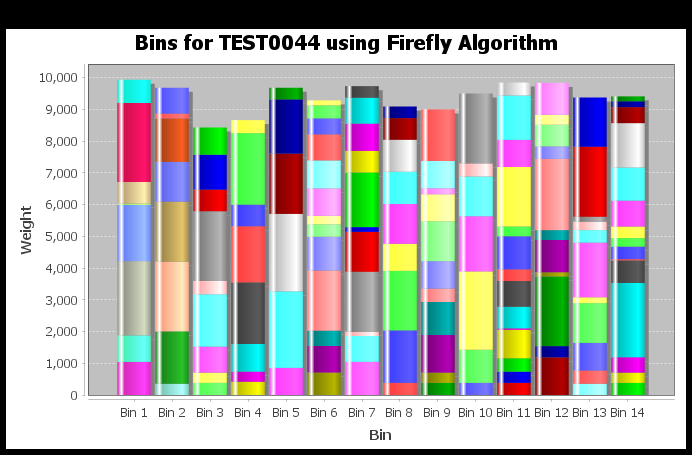 Bins for TEST0044 using Firefly Algorithm
10,000
9,000
8,000
7,000
6,000
5,000
4,000
3,000
2,000
1,000
0
Weight
Bin 1 Bin 2 Bin 3 Bin 4 Bin 5 Bin 6 Bin 7 Bin 8 Bin 9 Bin 10 Bin 11 Bin 12 Bin 13 Bin 14
Bin